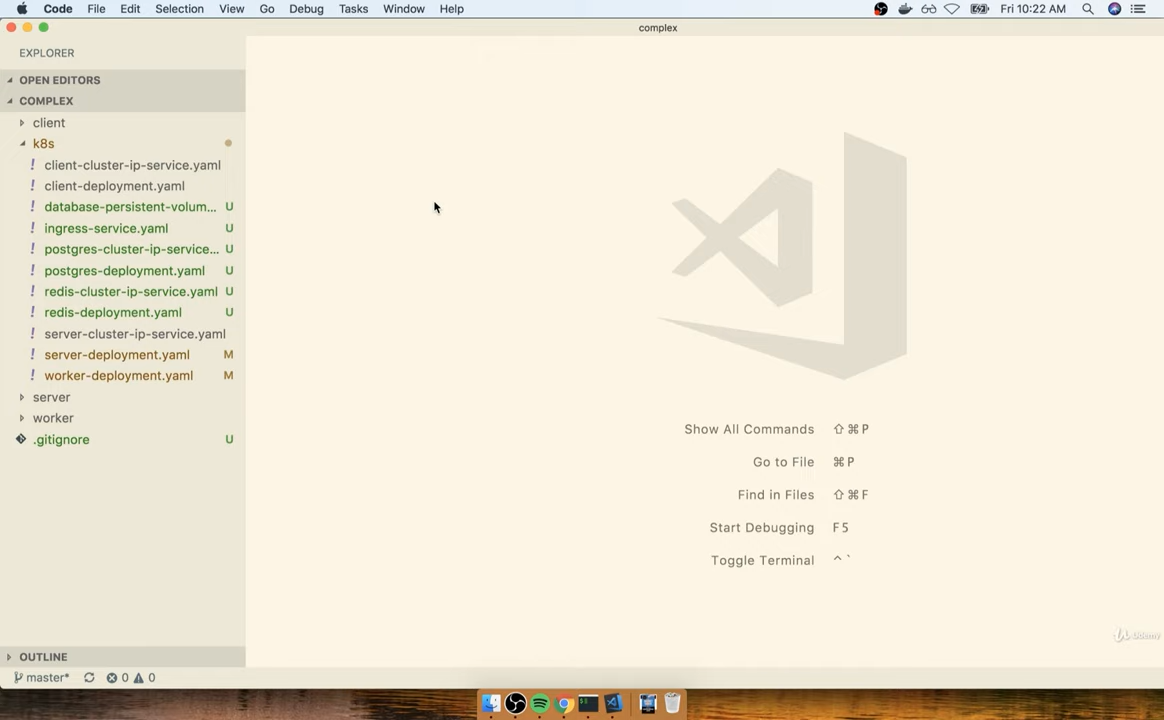 Code File Edit Selection View Go Debug Tasks Window Help Fri 10:22 AM
complex
EXPLORER
OPEN EDITORS
COMPLEX
client
k8s
! client-cluster-ip-service.yaml
! client-deployment.yaml
! database-persistent-volum... U
! ingress-service.yaml U
! postgres-cluster-ip-service... U
! postgres-deployment.yaml U
! redis-cluster-ip-service.yaml U
! redis-deployment.yaml U
! server-cluster-ip-service.yaml
! server-deployment.yaml M
! worker-deployment.yaml M
server
worker
.gitignore U
Show All Commands ⇧⌘P
Go to File ⌘P
Find in Files ⇧⌘F
Start Debugging F5
Toggle Terminal ^`
Udemy
OUTLINE
master* 0 0